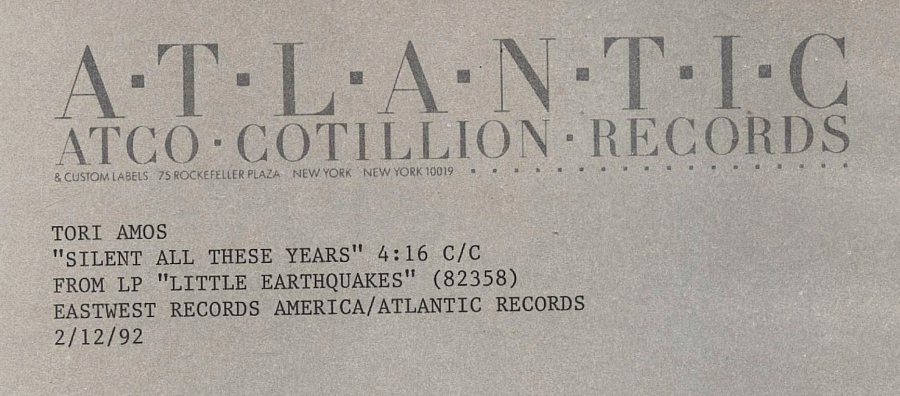 A·T·L·A·N·T·I·C
ATCO·COTILLION·RECORDS
& CUSTOM LABELS 75 ROCKEFELLER PLAZA NEW YORK NEW YORK 10019
TORI AMOS
"SILENT ALL THESE YEARS" 4:16 C/C
FROM LP "LITTLE EARTHQUAKES" (82358)
EASTWEST RECORDS AMERICA/ATLANTIC RECORDS
2/12/92